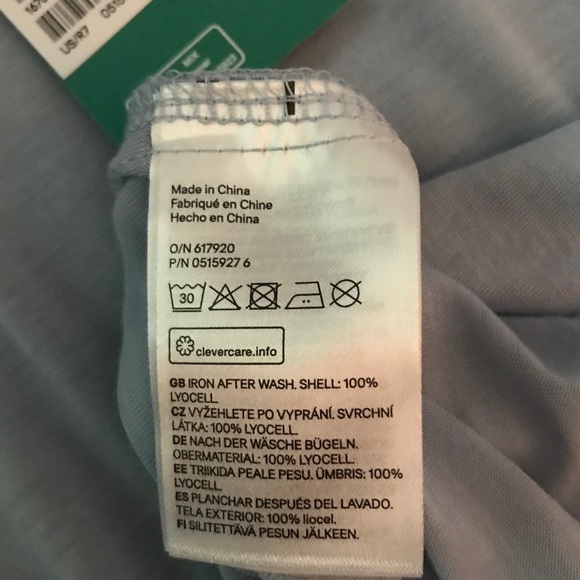 US/R7
Made in China
Fabriqué en Chine
Hecho en China
O/N 617920
P/N 0515927 6
30
clevercare.info
GB IRON AFTER WASH. SHELL: 100%
LYOCELL.
CZ VYŽEHLETE PO VYPRÁNÍ. SVRCHNÍ
LÁTKA: 100% LYOCELL.
DE NACH DER WÄSCHE BÜGELN.
OBERMATERIAL: 100% LYOCELL.
EE TRIIKIDA PEALE PESU. ÜMBRIS: 100%
LYOCELL.
ES PLANCHAR DESPUÉS DEL LAVADO.
TELA EXTERIOR: 100% liocel.
FI SILITETTÄVÄ PESUN JÄLKEEN.